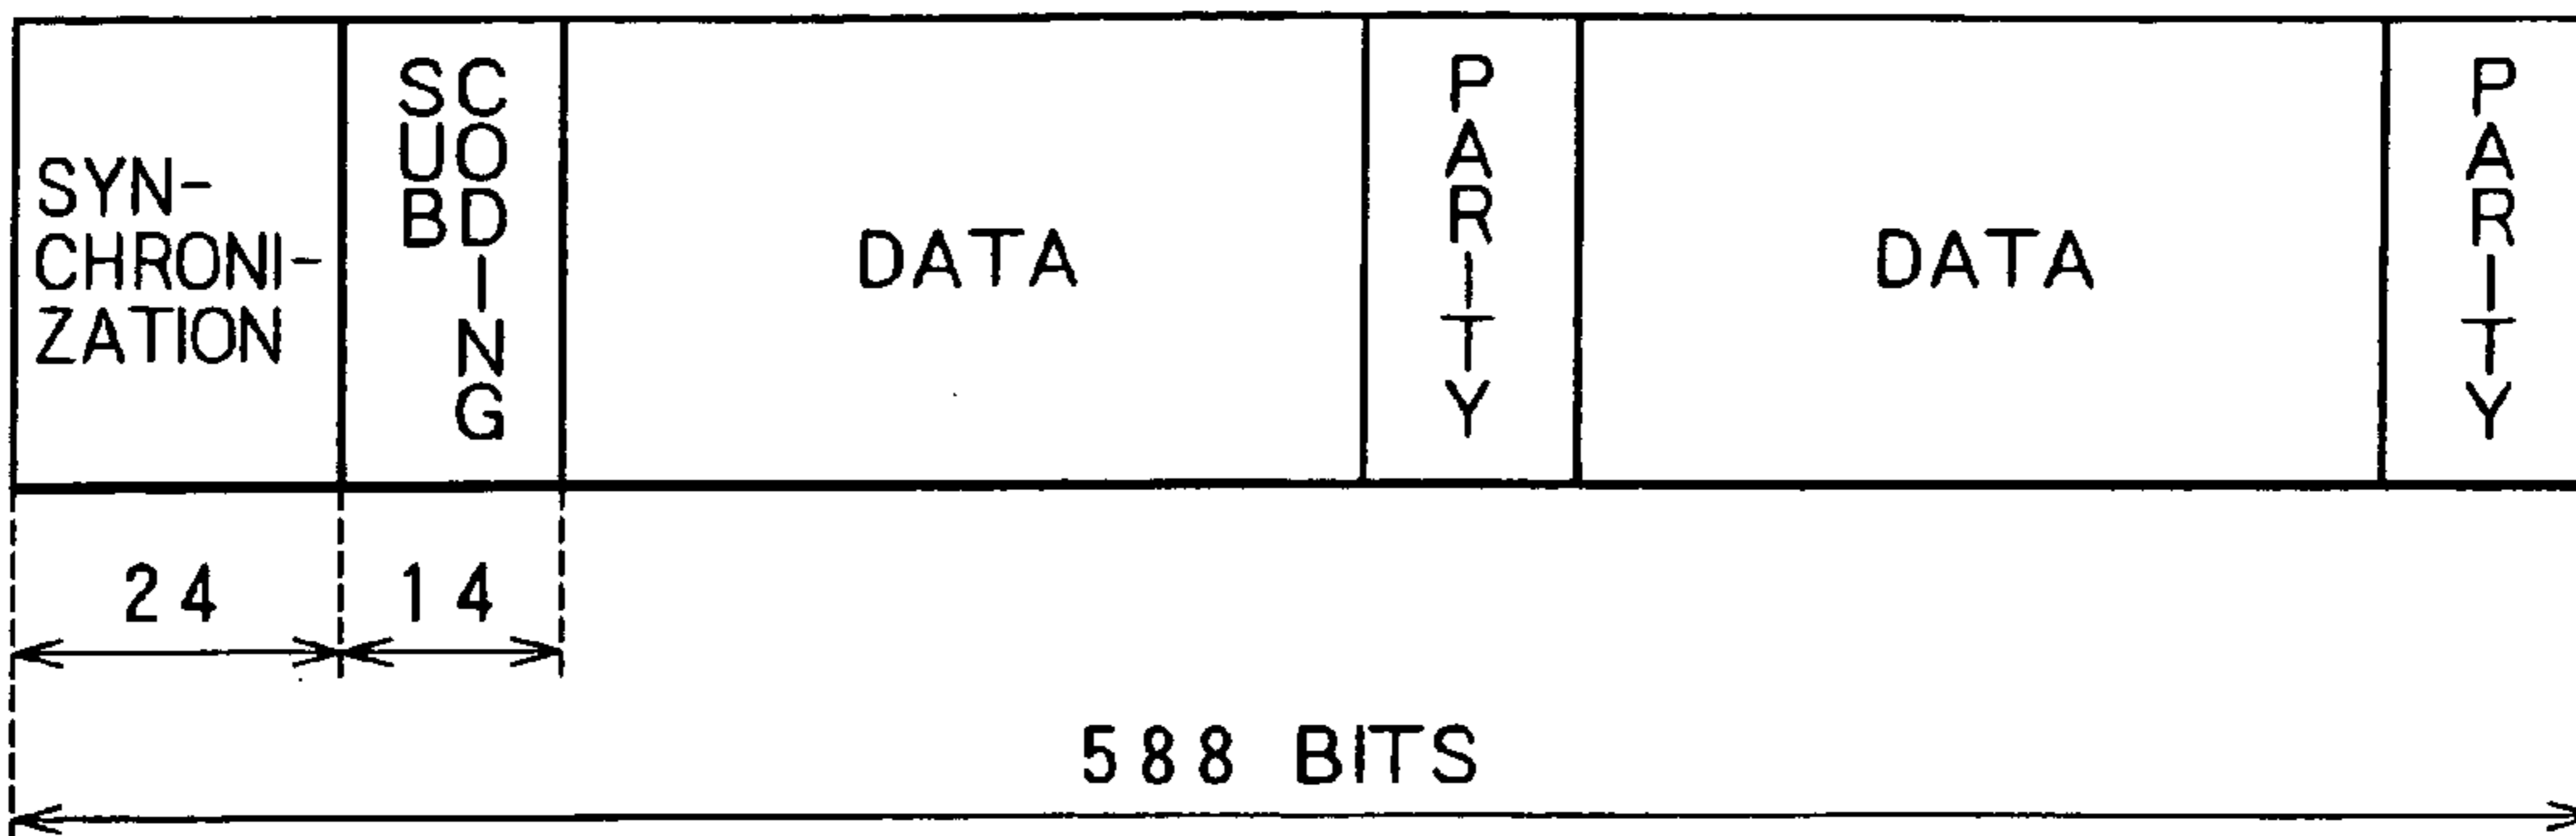 SYN-
CHRONI-
ZATION
SUB
CODING
DATA
PARITY
DATA
PARITY
24
14
588 BITS